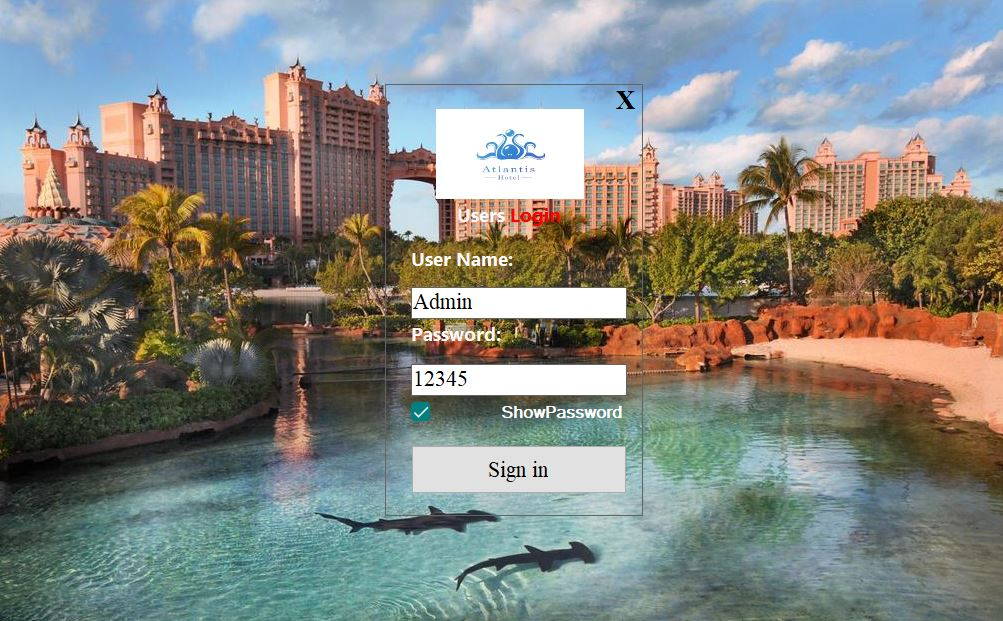 X
Atlantis
Hotel
Users Login
User Name:
Admin
Password:
12345
ShowPassword
Sign in